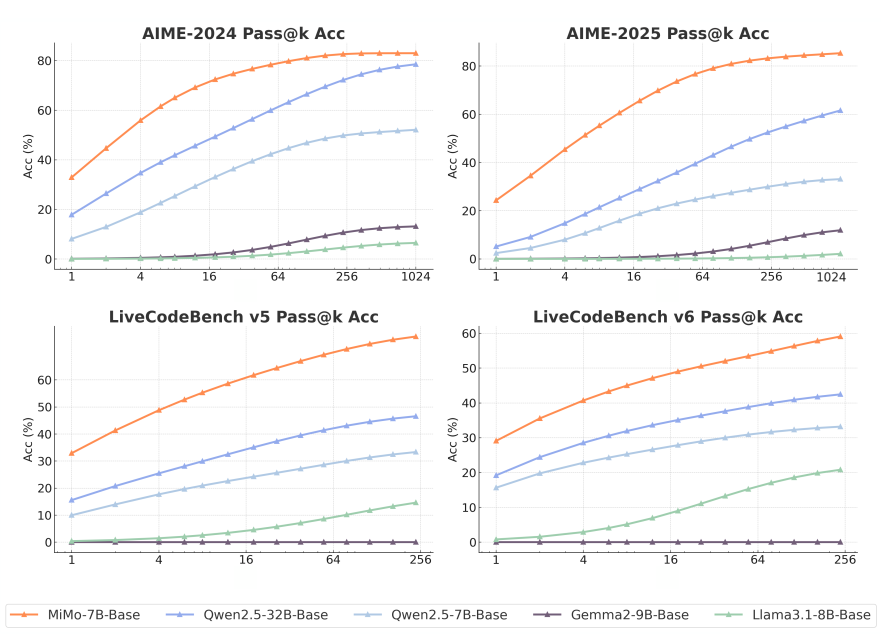 AIME-2024 Pass@k Acc
Acc (%)
80
60
40
20
0
1 4 16 64 256 1024
AIME-2025 Pass@k Acc
Acc (%)
80
60
40
20
0
1 4 16 64 256 1024
LiveCodeBench v5 Pass@k Acc
Acc (%)
60
50
40
30
20
10
0
1 4 16 64 256
LiveCodeBench v6 Pass@k Acc
Acc (%)
60
50
40
30
20
10
0
1 4 16 64 256
MiMo-7B-Base Qwen2.5-32B-Base Qwen2.5-7B-Base Gemma2-9B-Base Llama3.1-8B-Base